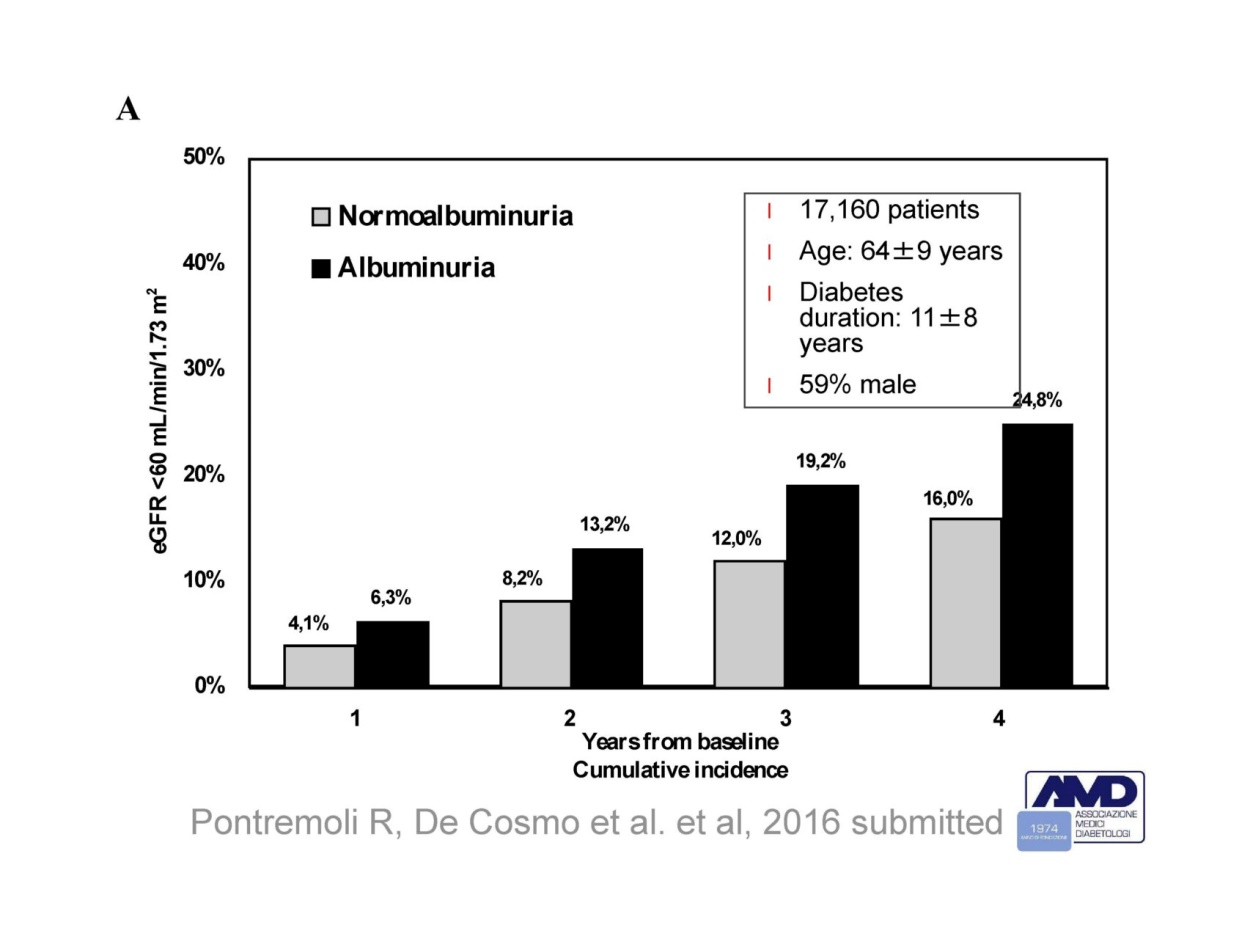 A
50%
40%
30%
20%
10%
0%
eGFR <60 mL/min/1.73 m²
Normoalbuminuria
Albuminuria
17,160 patients
Age: 64±9 years
Diabetes
duration: 11±8
years
59% male
4,1%
6,3%
8,2%
13,2%
12,0%
19,2%
16,0%
24,8%
1
2
3
4
Years from baseline
Cumulative incidence
Pontremoli R, De Cosmo et al. et al, 2016 submitted
AMD
ASSOCIAZIONE
MEDICI
DIABETOLOGI
1974